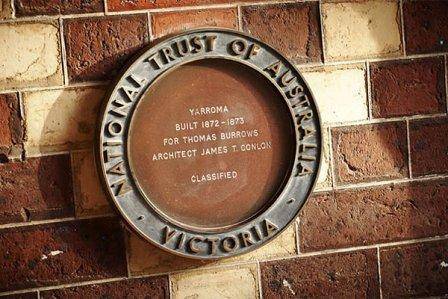 NATIONAL TRUST OF AUSTRALIA
YARROMA
BUILT 1872-1873
FOR THOMAS BURROWS
ARCHITECT JAMES T. CONLON
CLASSIFIED
· VICTORIA ·